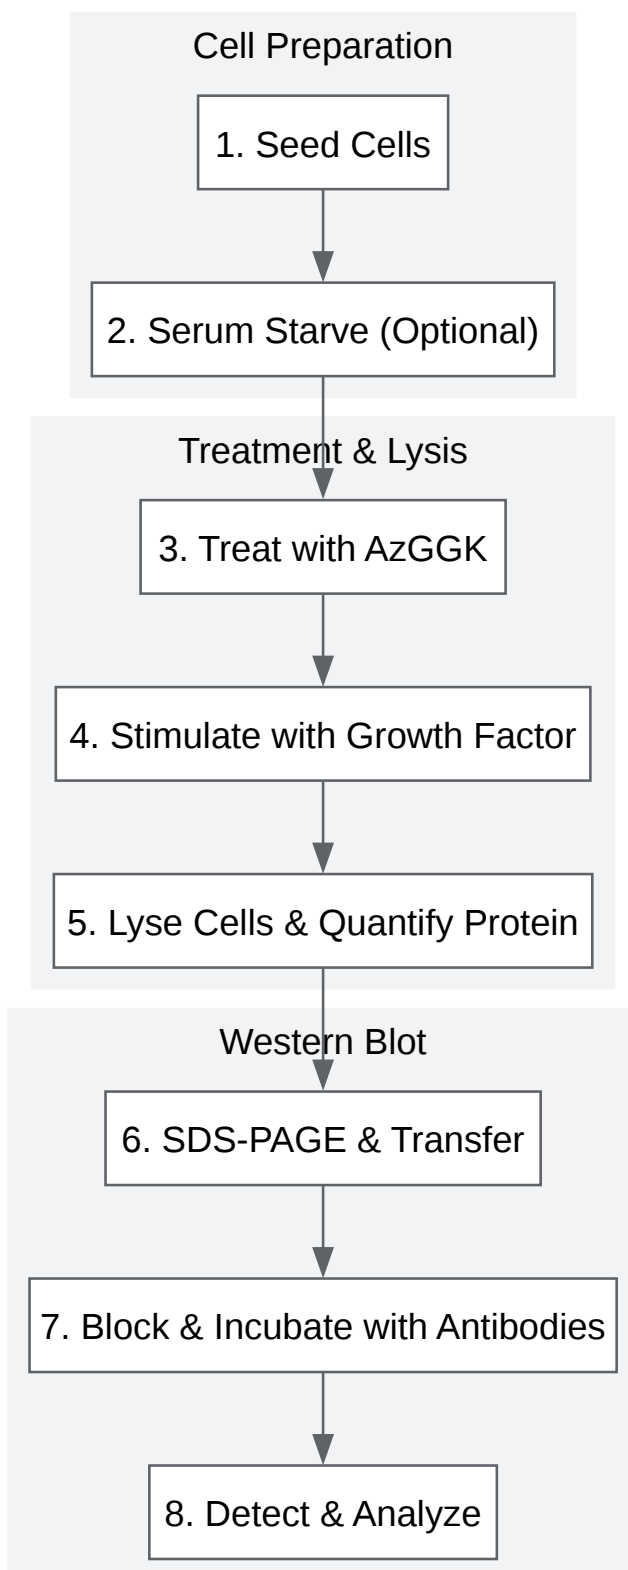 Cell Preparation
1. Seed Cells
2. Serum Starve (Optional)
Treatment & Lysis
3. Treat with AzGGK
4. Stimulate with Growth Factor
5. Lyse Cells & Quantify Protein
Western Blot
6. SDS-PAGE & Transfer
7. Block & Incubate with Antibodies
8. Detect & Analyze